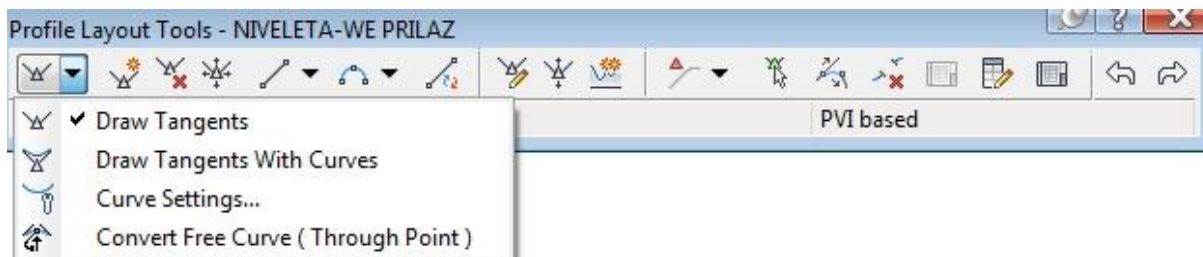 Profile Layout Tools - NIVELETA-WE PRILAZ
PVI based
Draw Tangents
Draw Tangents With Curves
Curve Settings...
Convert Free Curve ( Through Point )